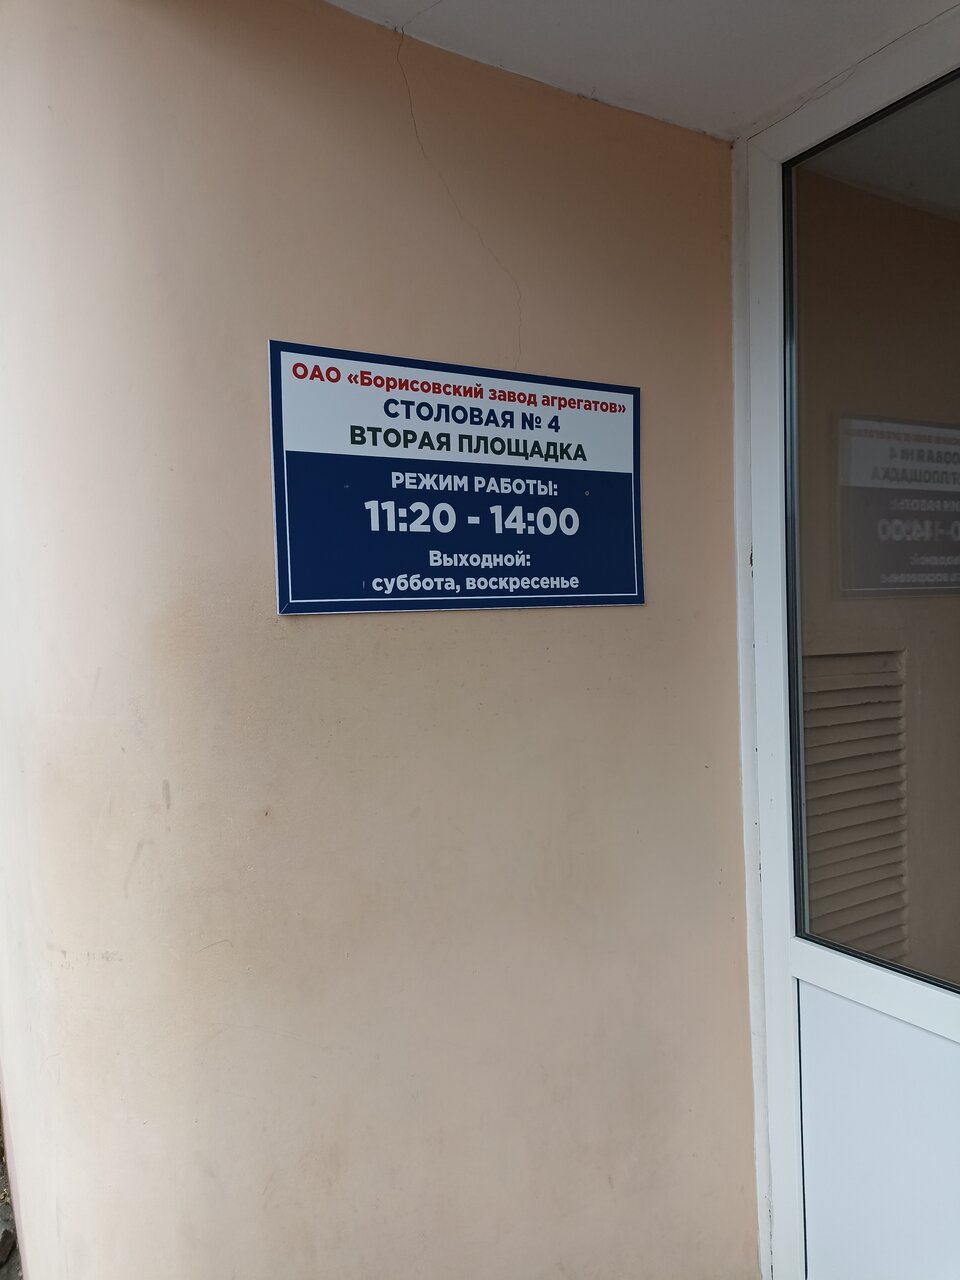 ОАО «Борисовский завод агрегатов»
СТОЛОВАЯ № 4
ВТОРАЯ ПЛОЩАДКА
РЕЖИМ РАБОТЫ:
11:20 - 14:00
Выходной:
суббота, воскресенье